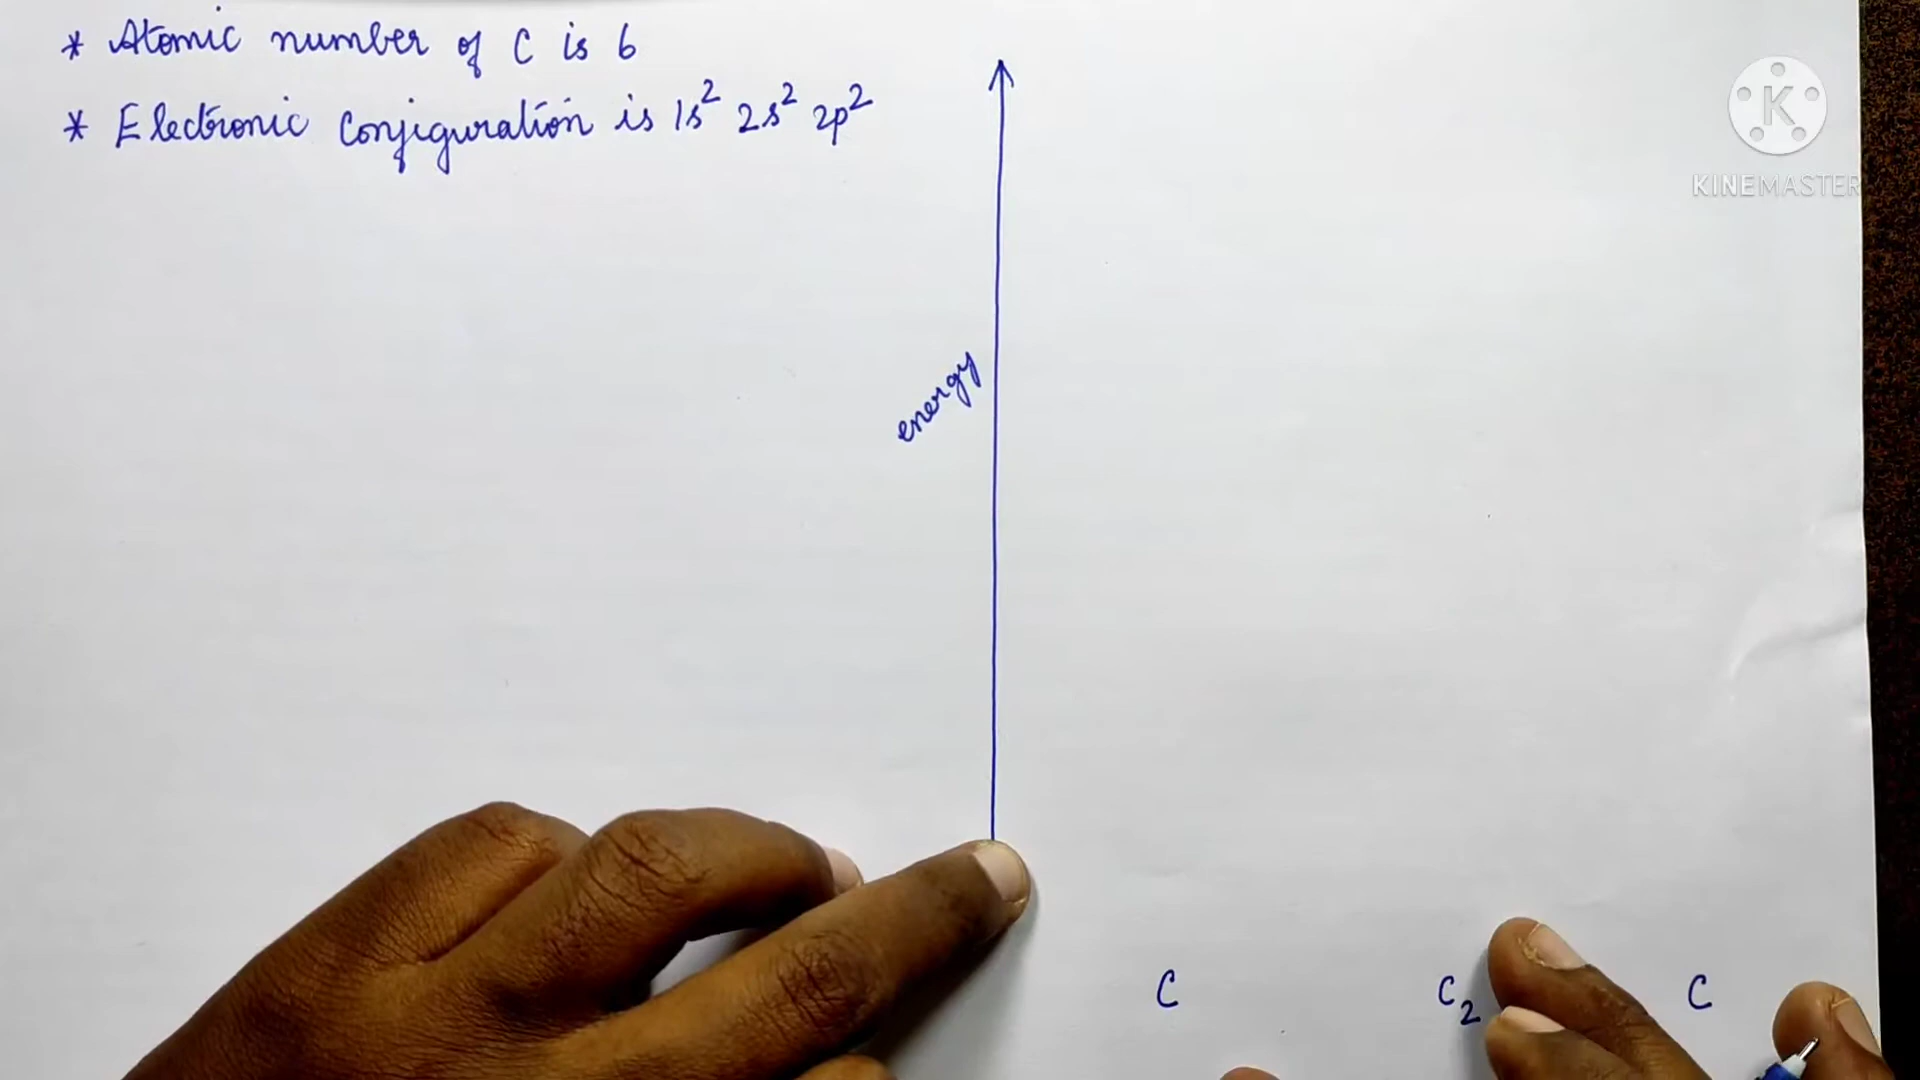 * Atomic number of C is 6
* Electronic Configuration is 1s² 2s² 2p²
energy
K
KINEMASTER
C C₂ C